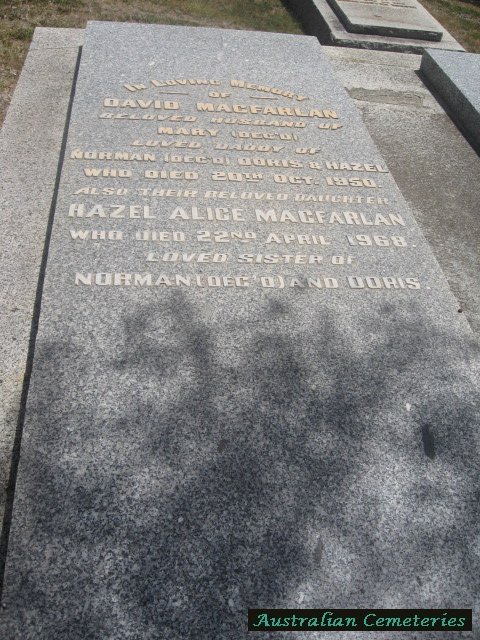 In Loving Memory
OF
DAVID MACFARLAN
BELOVED HUSBAND OF
MARY (DEC'D)
LOVED DADDY OF
NORMAN (DEC'D) DORIS & HAZEL
WHO DIED 20TH OCT. 1950.
ALSO THEIR BELOVED DAUGHTER
HAZEL ALICE MACFARLAN
WHO DIED 22ND APRIL 1968.
LOVED SISTER OF
NORMAN (DEC'D) AND DORIS.
Australian Cemeteries